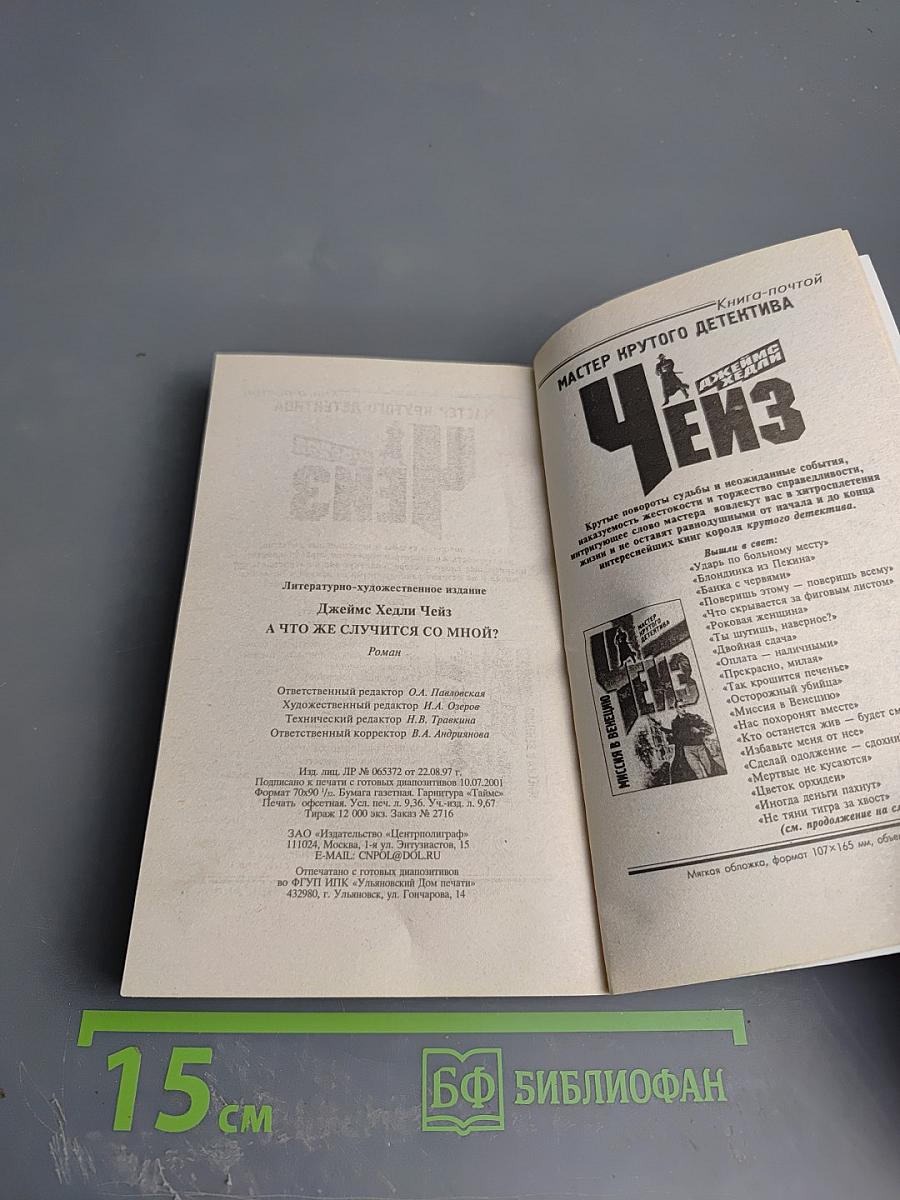 Литературно-художественное издание
Джеймс Хедли Чейз
А ЧТО ЖЕ СЛУЧИТСЯ СО МНОЙ?
Роман
Ответственный редактор О.А. Павловская
Художественный редактор И.А. Озеров
Технический редактор Н.В. Травкина
Ответственный корректор В.А. Андриянова
Изд. лиц. ЛР № 065372 от 22.08.97 г.
Подписано к печати с готовых диапозитивов 10.07.2001
Формат 70х90 1/32. Бумага газетная. Гарнитура «Таймс»
Печать офсетная. Усл. печ. л. 9,36. Уч.-изд. л. 9,67
Тираж 12 000 экз. Заказ № 2716
ЗАО «Издательство «Центрполиграф»
111024, Москва, 1-я ул. Энтузиастов, 15
E-MAIL: CNPOL@DOL.RU
Отпечатано с готовых диапозитивов
во ФГУП ИПК «Ульяновский Дом печати»
432980, г. Ульяновск, ул. Гончарова, 14
Книга-почтой
МАСТЕР КРУТОГО ДЕТЕКТИВА
ДЖЕЙМС
ХЕДЛИ
ЧЕЙЗ
Крутые повороты судьбы и неожиданные события,
наказуемость жестокости и торжество справедливости,
интригующее слово мастера вовлекут вас в хитросплетения
жизни и не оставят равнодушными от начала и до конца
интереснейших книг короля крутого детектива.
Вышли в свет:
«Ударь по больному месту»
«Блондинка из Пекина»
«Банка с червями»
«Поверишь этому — поверишь всему»
«Что скрывается за фиговым листом»
«Роковая женщина»
«Ты шутишь, наверное?»
«Двойная сдача»
«Оплата — наличными»
«Прекрасно, милая»
«Так крошится печенье»
«Осторожный убийца»
«Миссия в Венецию»
«Нас похоронят вместе»
«Кто останется жив — будет см
«Избавьте меня от нее»
«Сделай одолжение — сдохни
«Мертвые не кусаются»
«Цветок орхидеи»
«Иногда деньги пахнут»
«Не тяни тигра за хвост»
(см. продолжение на сл
МАСТЕР
КРУТОГО
ДЕТЕКТИВА
ЧЕЙЗ
МИССИЯ В ВЕНЕЦИЮ
Мягкая обложка, формат 107×165 мм, объем
15 см
БФ БИБЛИОФАН